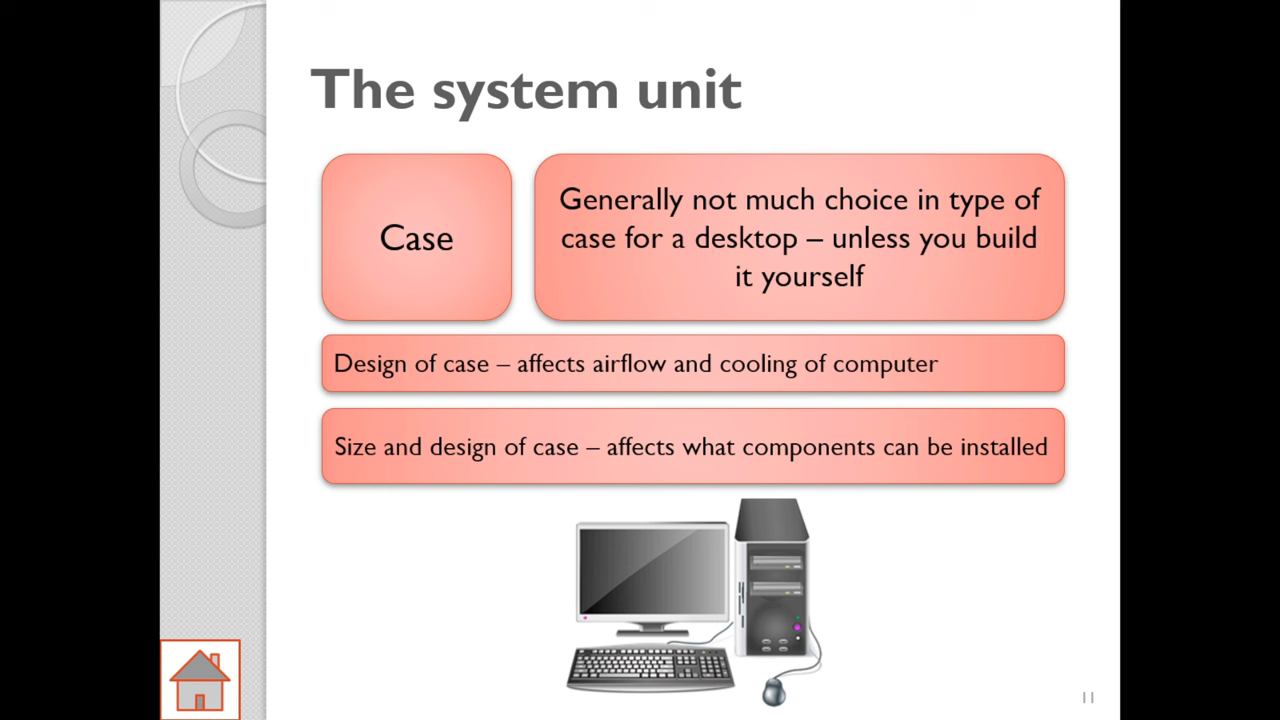 The system unit
Case
Generally not much choice in type of
case for a desktop – unless you build
it yourself
Design of case – affects airflow and cooling of computer
Size and design of case – affects what components can be installed
11